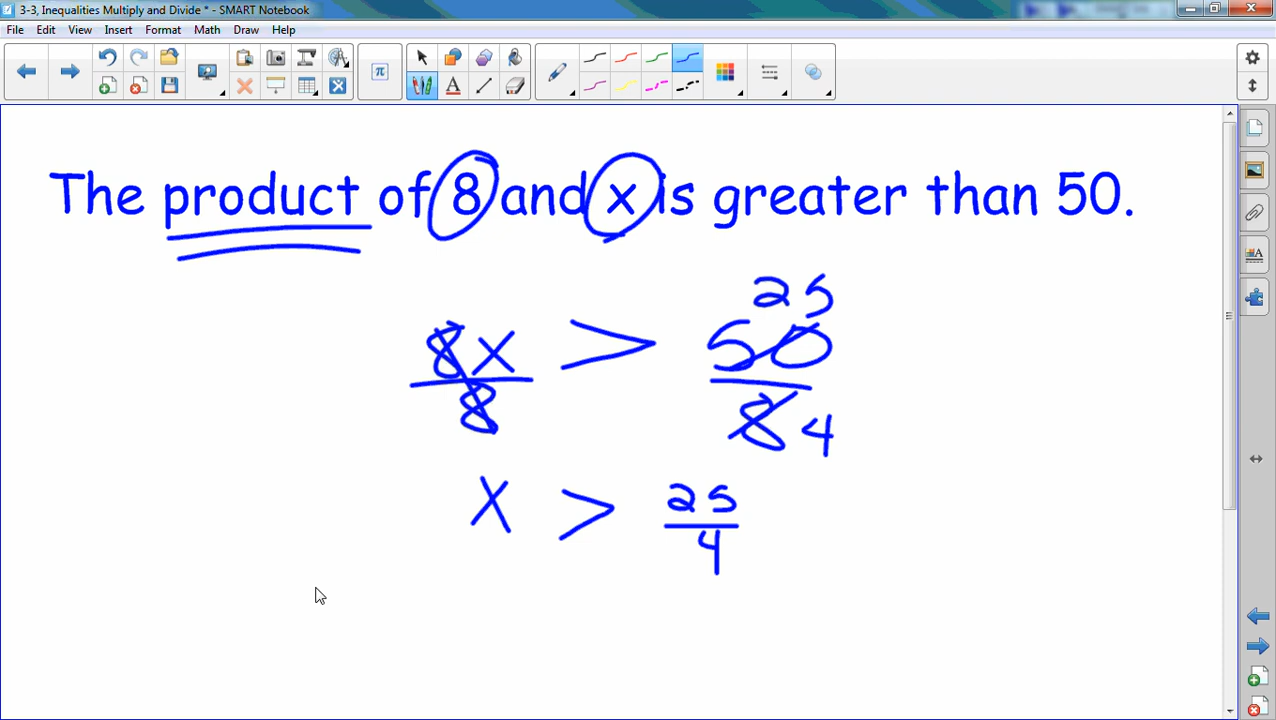 3-3, Inequalities Multiply and Divide * - SMART Notebook
File Edit View Insert Format Math Draw Help
π
A
The product of 8 and x is greater than 50.
25
8x > 50
8 8 4
x > 25
4